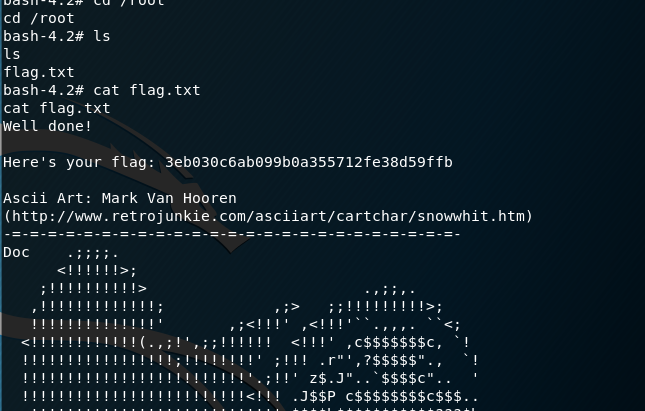 bash-4.2# cd /root
cd /root
bash-4.2# ls
ls
flag.txt
bash-4.2# cat flag.txt
cat flag.txt
Well done!
Here's your flag: 3eb030c6ab099b0a355712fe38d59ffb
Ascii Art: Mark Van Hooren
(http://www.retrojunkie.com/asciiart/cartchar/snowwhit.htm)
-=-=-=-=-=-=-=-=-=-=-=-=-=-=-=-=-=-=-=-=-=-=-=-=-=-
Doc    .;;;;.
      <!!!!!!>;
    ;!!!!!!!!!!>                        .,;;,.
   ,!!!!!!!!!!!!!;            ,;>   ;;!!!!!!!!!>;
   !!!!!!!!!!!!!!'       ,;<!!!' ,<!!!'``.,,,. ``<;
  <!!!!!!!!!!!!(.,;!',;;!!!!!!  <!!!' ,c$$$$$$$c, `!
  !!!!!!!!!!!!!!!!!;!!!!!!!!' ;!!! .r"',?$$$$$"., `!
  !!!!!!!!!!!!!!!!!!!!!!!!!'.;!!' z$.J"..`$$$$c"..  '
  !!!!!!!!!!!!!!!!!!!!!!!!!<!!! .J$$P c$$$$$$$$c$$$..